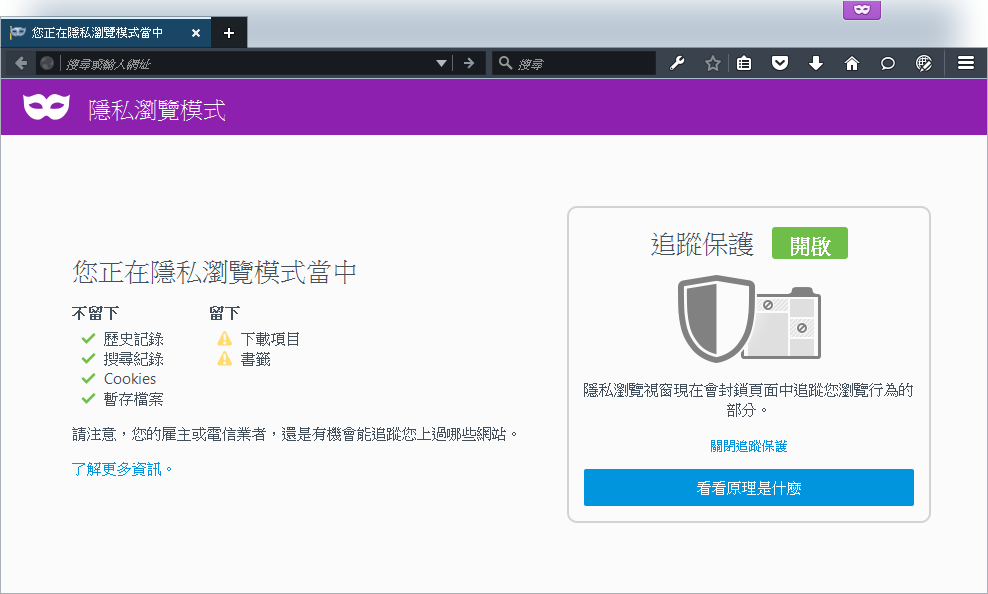 您正在隱私瀏覽模式當中
搜尋或輸入網址
搜尋
隱私瀏覽模式
您正在隱私瀏覽模式當中
不留下
歷史記錄
搜尋紀錄
Cookies
暫存檔案
留下
下載項目
書籤
請注意，您的雇主或電信業者，還是有機會能追蹤您上過哪些網站。
了解更多資訊。
追蹤保護
開啟
隱私瀏覽視窗現在會封鎖頁面中追蹤您瀏覽行為的
部分。
關閉追蹤保護
看看原理是什麼